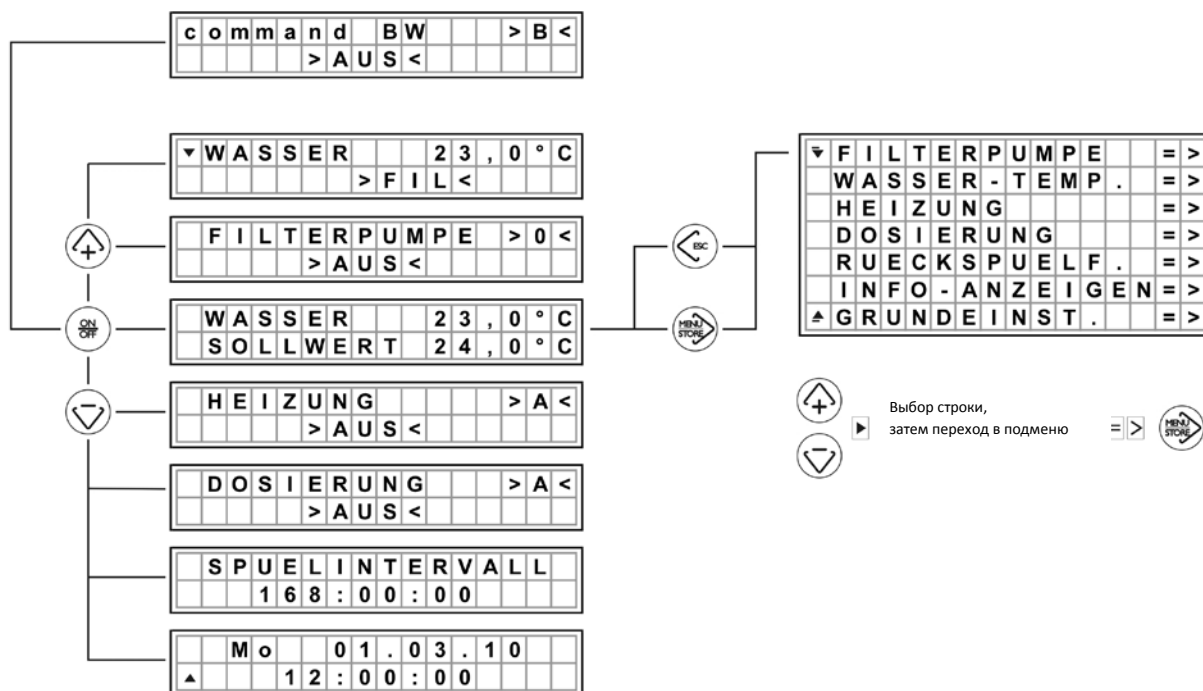 command BW >B<
>AUS<
▼WASSER 23,0°C
>FIL<
FILTERPUMPE >0<
>AUS<
WASSER 23,0°C
SOLLWERT 24,0°C
HEIZUNG >A<
>AUS<
DOSIERUNG >A<
>AUS<
SPUELINTERVALL
168:00:00
Mo 01.03.10
▲ 12:00:00
+
ON
OFF
−
ESC
MENU
STORE
▼FILTERPUMPE =>
WASSER-TEMP. =>
HEIZUNG =>
DOSIERUNG =>
RUECKSPUELF. =>
INFO-ANZEIGEN=>
▲GRUNDEINST. =>
+
−
▶
Выбор строки,
затем переход в подменю
=>
MENU
STORE